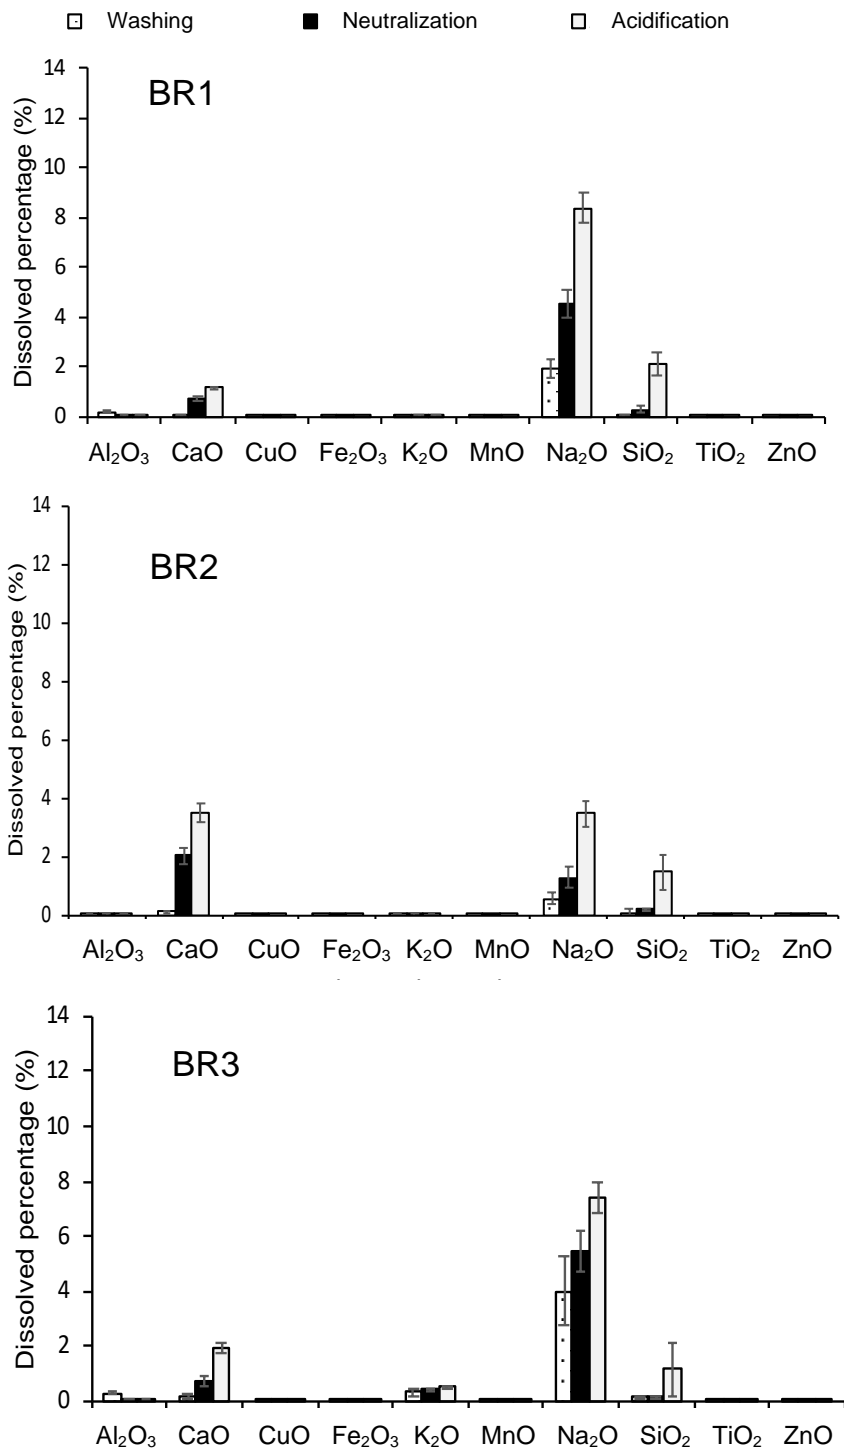 Washing Neutralization Acidification
14
12
10
8
6
4
2
0
Dissolved percentage (%)
BR1
Al₂O₃ CaO CuO Fe₂O₃ K₂O MnO Na₂O SiO₂ TiO₂ ZnO
14
12
10
8
6
4
2
0
Dissolved percentage (%)
BR2
Al₂O₃ CaO CuO Fe₂O₃ K₂O MnO Na₂O SiO₂ TiO₂ ZnO
14
12
10
8
6
4
2
0
Dissolved percentage (%)
BR3
Al₂O₃ CaO CuO Fe₂O₃ K₂O MnO Na₂O SiO₂ TiO₂ ZnO